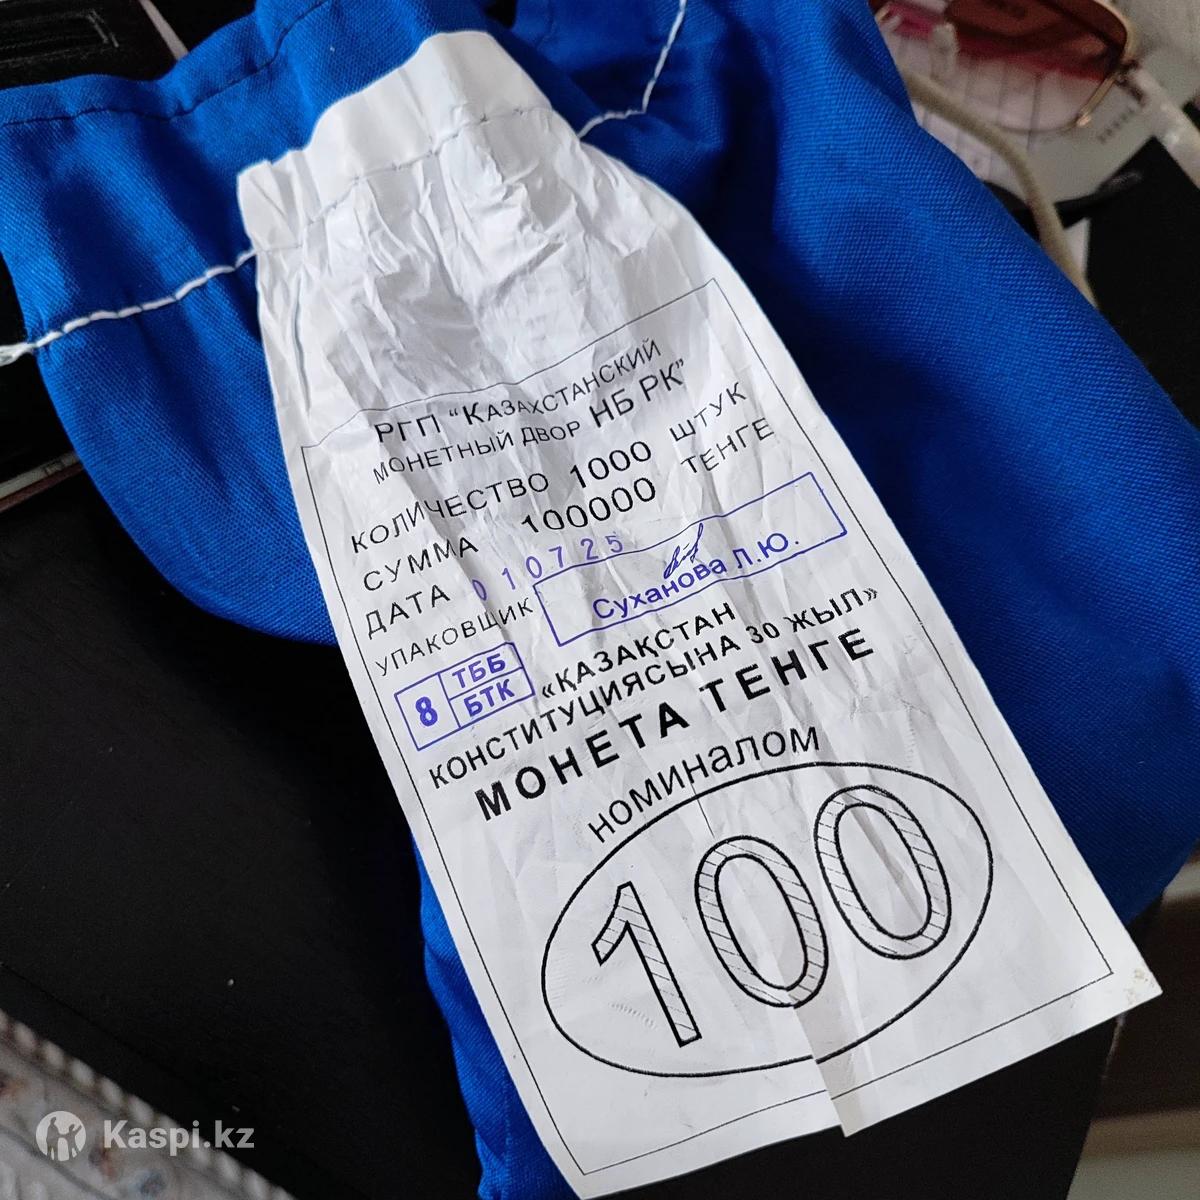 РГП “КАЗАХСТАНСКИЙ
МОНЕТНЫЙ ДВОР НБ РК”
КОЛИЧЕСТВО 1000 ШТУК
СУММА 100000 ТЕНГЕ
ДАТА 010725
УПАКОВЩИК Суханова Л.Ю.
8 ТББ
БТК
«ҚАЗАҚСТАН
КОНСТИТУЦИЯСЫНА 30 ЖЫЛ»
МОНЕТА ТЕНГЕ
НОМИНАЛОМ
100
Kaspi.kz